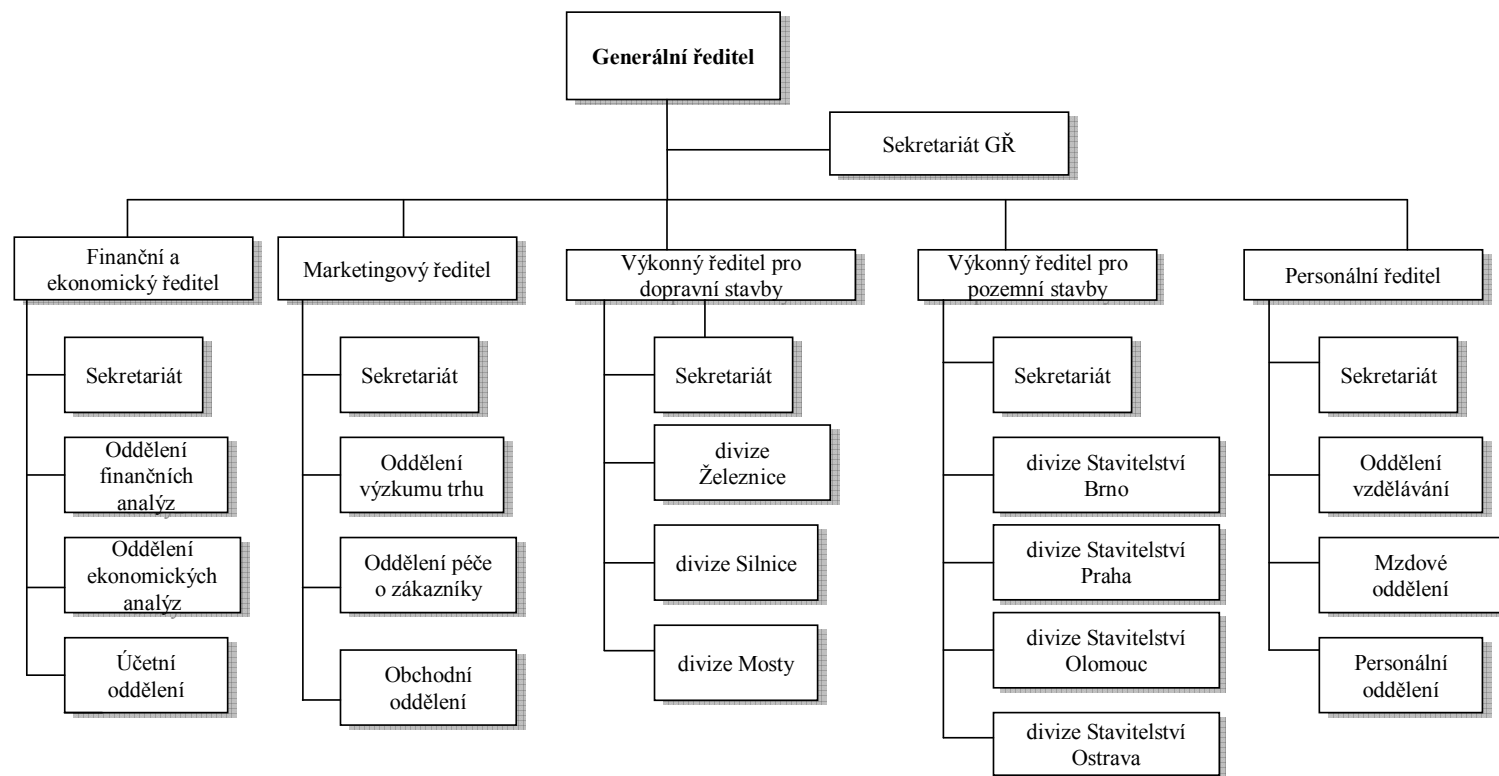 Generální ředitel
Sekretariát GŘ
Finanční a
ekonomický ředitel
Marketingový ředitel
Výkonný ředitel pro
dopravní stavby
Výkonný ředitel pro
pozemní stavby
Personální ředitel
Sekretariát
Sekretariát
Sekretariát
Sekretariát
Sekretariát
Oddělení
finančních
analýz
Oddělení
výzkumu trhu
divize
Železnice
divize Stavitelství
Brno
Oddělení
vzdělávání
Oddělení
ekonomických
analýz
Oddělení péče
o zákazníky
divize Silnice
divize Stavitelství
Praha
Mzdové
oddělení
Účetní
oddělení
Obchodní
oddělení
divize Mosty
divize Stavitelství
Olomouc
Personální
oddělení
divize Stavitelství
Ostrava